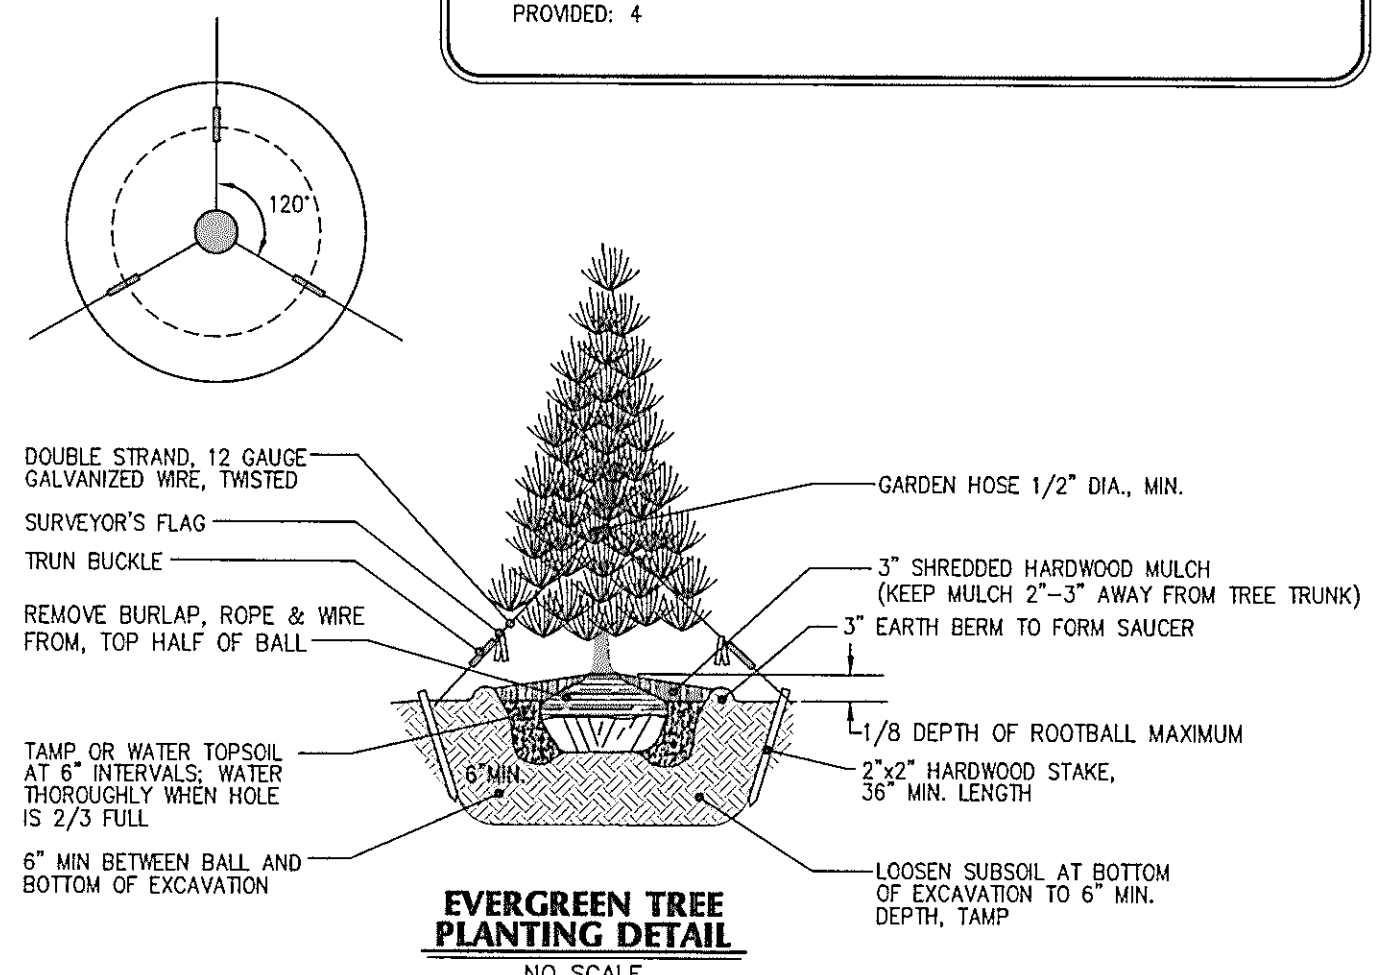 PROVIDED: 4
120°
DOUBLE STRAND, 12 GAUGE
GALVANIZED WIRE, TWISTED
SURVEYOR'S FLAG
TRUN BUCKLE
REMOVE BURLAP, ROPE & WIRE
FROM, TOP HALF OF BALL
TAMP OR WATER TOPSOIL
AT 6" INTERVALS; WATER
THOROUGHLY WHEN HOLE
IS 2/3 FULL
6" MIN BETWEEN BALL AND
BOTTOM OF EXCAVATION
6" MIN.
GARDEN HOSE 1/2" DIA., MIN.
3" SHREDDED HARDWOOD MULCH
(KEEP MULCH 2"-3" AWAY FROM TREE TRUNK)
3" EARTH BERM TO FORM SAUCER
1/8 DEPTH OF ROOTBALL MAXIMUM
2"x2" HARDWOOD STAKE,
36" MIN. LENGTH
LOOSEN SUBSOIL AT BOTTOM
OF EXCAVATION TO 6" MIN.
DEPTH, TAMP
EVERGREEN TREE
PLANTING DETAIL
NO SCALE